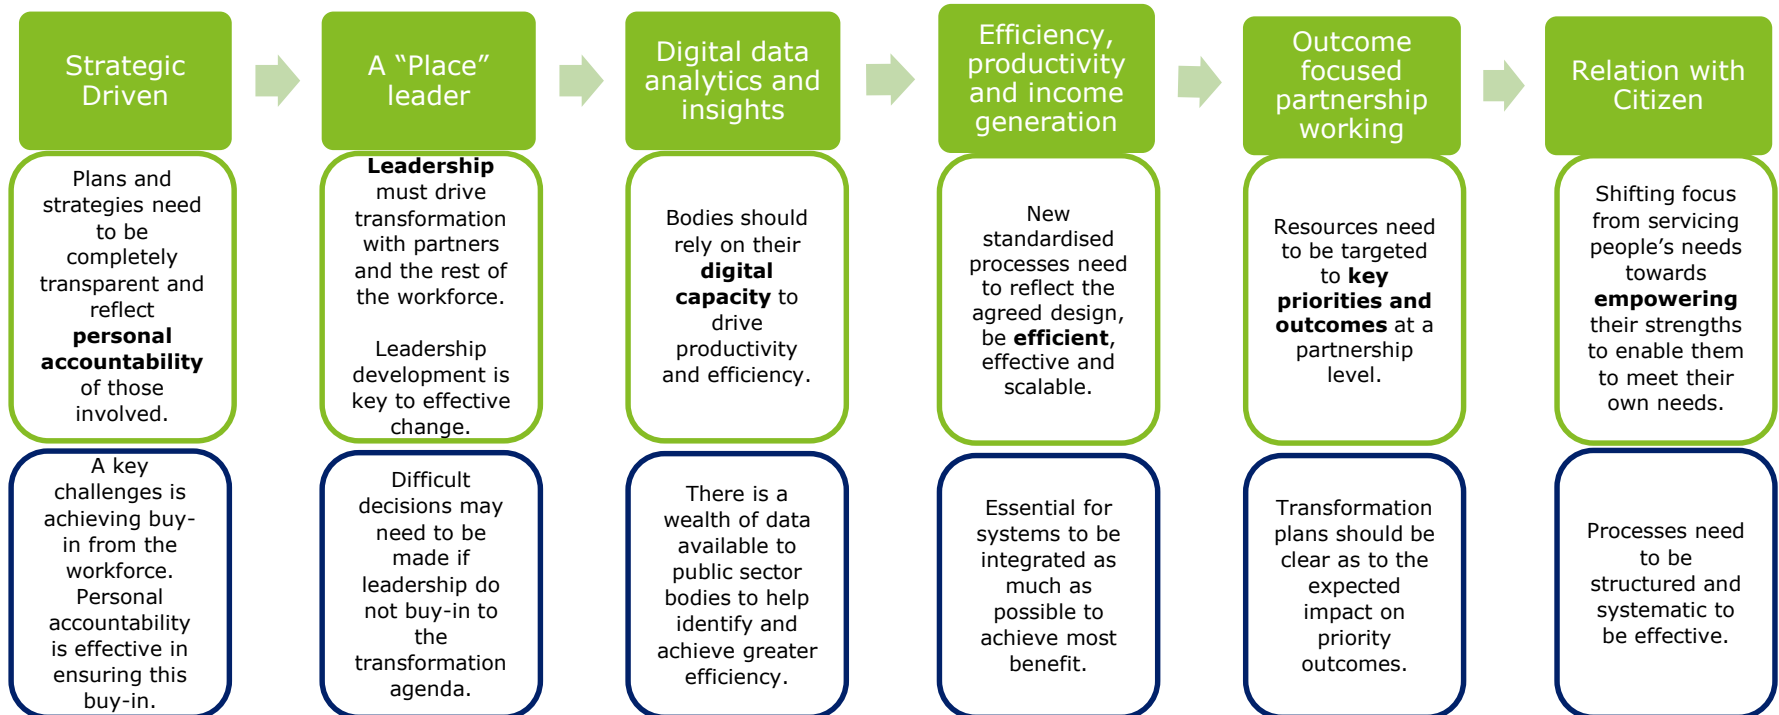 Strategic
Driven
A “Place”
leader
Digital data
analytics and
insights
Efficiency,
productivity
and income
generation
Outcome
focused
partnership
working
Relation with
Citizen
Plans and
strategies need
to be
completely
transparent and
reflect
personal
accountability
of those
involved.
Leadership
must drive
transformation
with partners
and the rest of
the workforce.
Leadership
development is
key to effective
change.
Bodies should
rely on their
digital
capacity to
drive
productivity
and efficiency.
New
standardised
processes need
to reflect the
agreed design,
be efficient,
effective and
scalable.
Resources need
to be targeted
to key
priorities and
outcomes at a
partnership
level.
Shifting focus
from servicing
people’s needs
towards
empowering
their strengths
to enable them
to meet their
own needs.
A key
challenges is
achieving buy-
in from the
workforce.
Personal
accountability
is effective in
ensuring this
buy-in.
Difficult
decisions may
need to be
made if
leadership do
not buy-in to
the
transformation
agenda.
There is a
wealth of data
available to
public sector
bodies to help
identify and
achieve greater
efficiency.
Essential for
systems to be
integrated as
much as
possible to
achieve most
benefit.
Transformation
plans should be
clear as to the
expected
impact on
priority
outcomes.
Processes need
to be
structured and
systematic to
be effective.